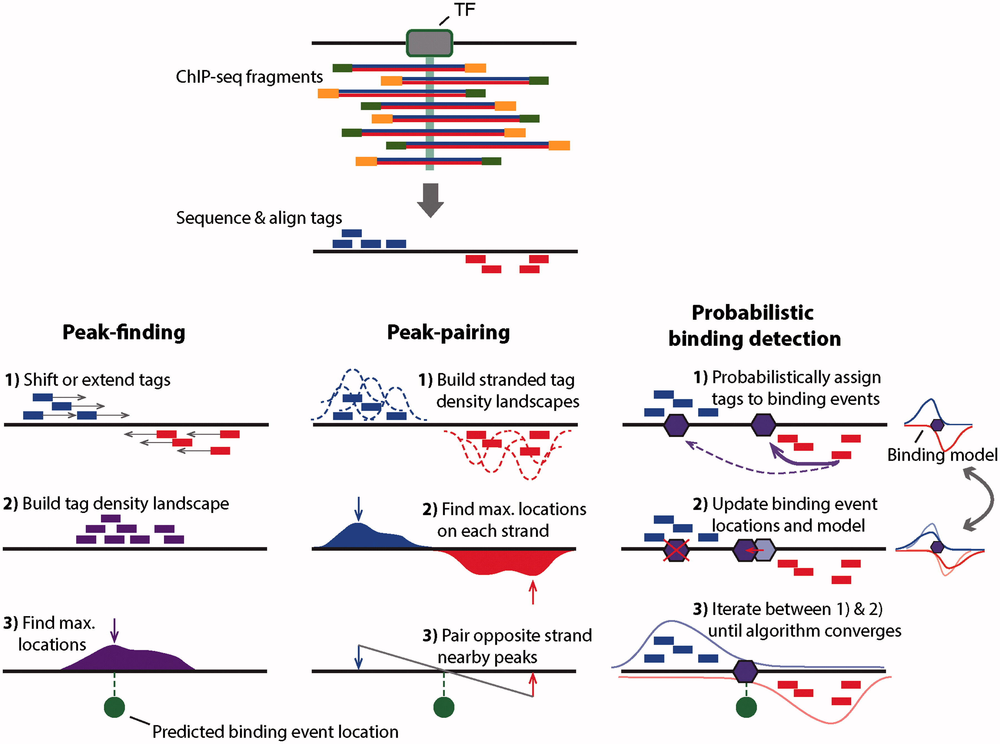 TF
ChIP-seq fragments
Sequence & align tags
Peak-finding
1) Shift or extend tags
2) Build tag density landscape
3) Find max.
locations
Predicted binding event location
Peak-pairing
1) Build stranded tag
density landscapes
2) Find max. locations
on each strand
3) Pair opposite strand
nearby peaks
Probabilistic
binding detection
1) Probabilistically assign
tags to binding events
Binding model
2) Update binding event
locations and model
3) Iterate between 1) & 2)
until algorithm converges